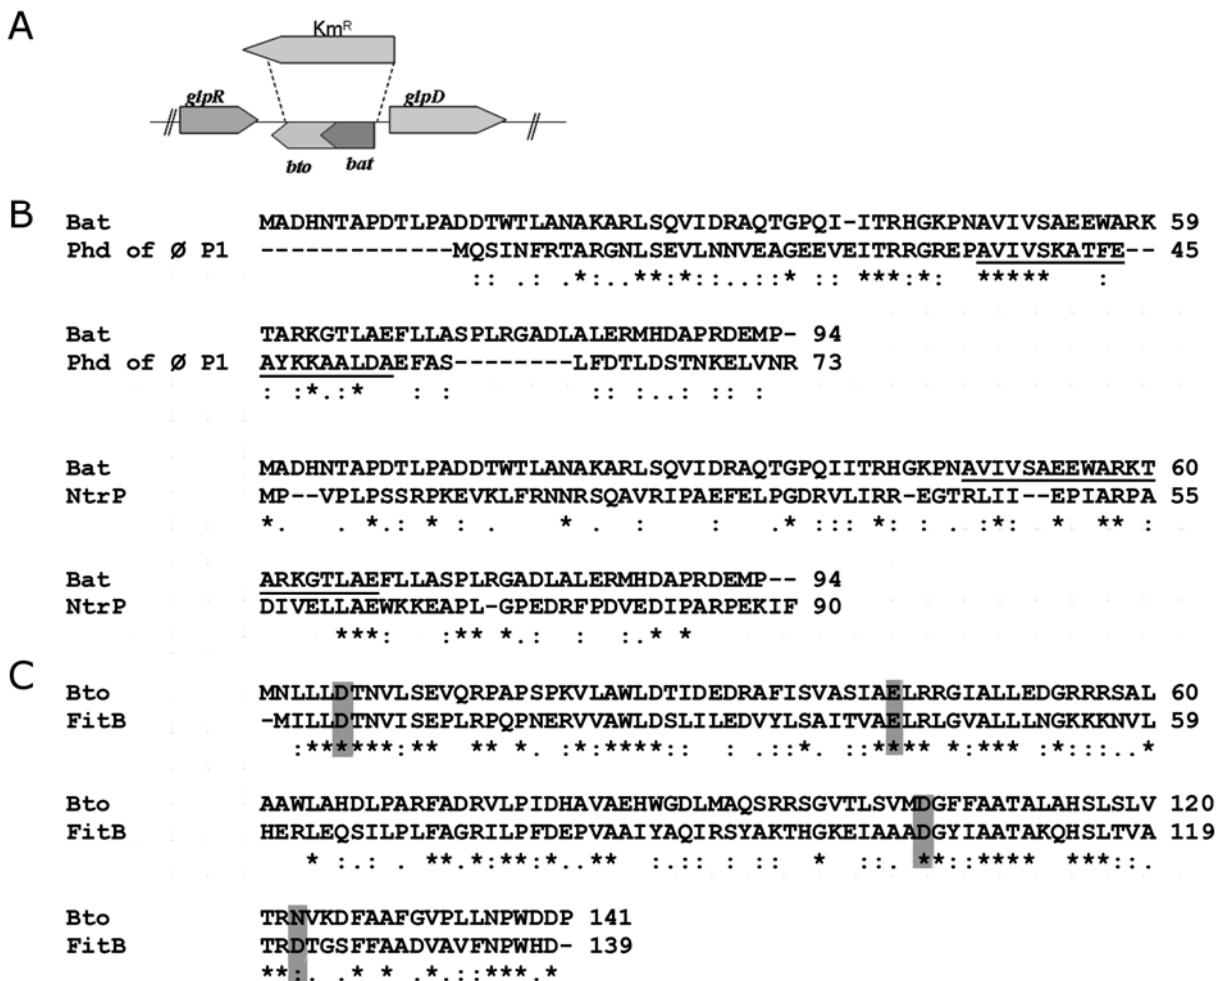 A
Kmᴿ
glpR glpD
bto bat
B
Bat MADHNTAPDTLPADDTWTLANAKARLSQVIDRAQTGPQI-ITRHGKPNAVIVSAEEWARK 59
Phd of Ø P1 -------------MQSINFRTARGNLSEVLNNVEAGEEVEITRRGREPAVIVSKATFE-- 45
:: .: .*:..**:*::..::* :: ***:*: ***** :
Bat TARKGTLAEFLLASPLRGADLALERMHDAPRDEMP- 94
Phd of Ø P1 AYKKAALDAEFAS--------LFDTLDSTNKELVNR 73
: :*.:* : : :: :..: :: :
Bat MADHNTAPDTLPADDTWTLANAKARLSQVIDRAQTGPQIITRHGKPNAVIVSAEEWARKT 60
NtrP MP--VPLPSSRPKEVKLFRNNRSQAVRIPAEFELPGDRVLIRR-EGTRLII--EPIARPA 55
*. . *.: * : . * . : : .* ::: *: : . :*: * ** :
Bat ARKGTLAEFLLASPLRGADLALERMHDAPRDEMP-- 94
NtrP DIVELLAEWKKEAPL-GPEDRFPDVEDIPARPEKIF 90
***: :** *.: : :.* *
C
Bto MNLLLDTNVLSEVQRPAPSPKVLAWLDTIDEDRAFISVASIAELRRGIALLEDGRRRSAL 60
FitB -MILLDTNVISEPLRPQPNERVVAWLDSLILEDVYLSAITVAELRLGVALLLNGKKKNVL 59
:*******:** ** *. :*:****:: : .::*. ::**** *:*** :*:::..*
Bto AAWLAHDLPARFADRVLPIDHAVAEHWGDLMAQSRRSGVTLSVMDGFFAATALAHSLSLV 120
FitB HERLEQSILPLFAGRILPFDEPVAAIYAQIRSYAKTHGKEIAAADGYIAATAKQHSLTVA 119
* :.: **.*:**:*..** :.:: : :: * ::. **::**** ***::.
Bto TRNVKDFAAFGVPLLNPWDDP 141
FitB TRDTGSFFAADVAVFNPWHD- 139
**:. .* * .*.::***.*